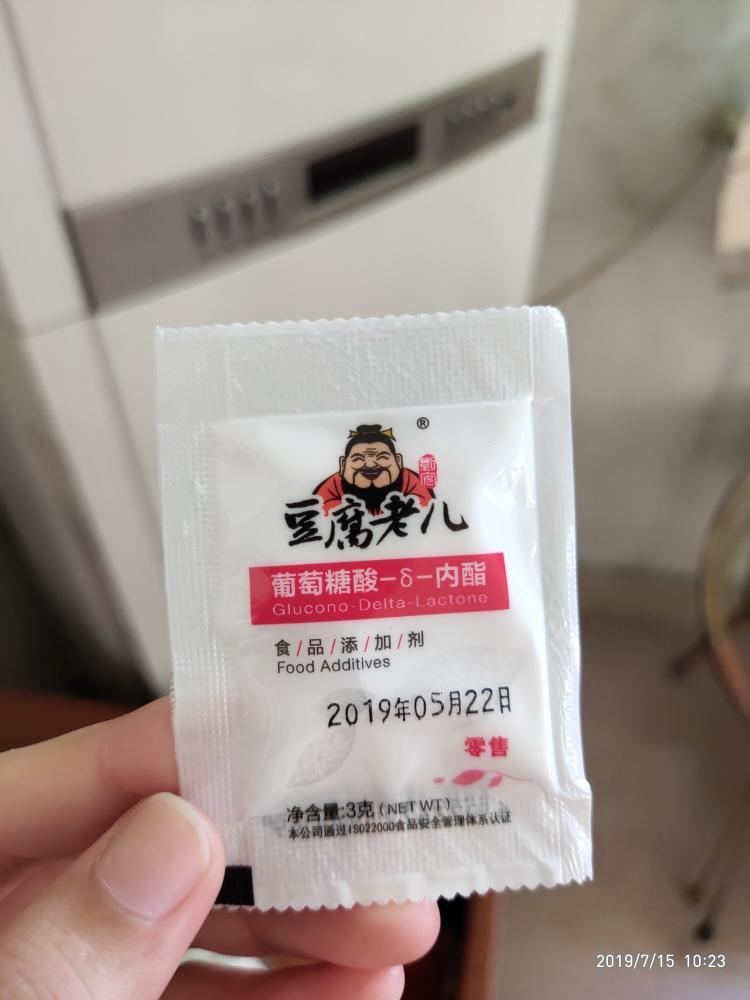 ®
豆腐老儿
葡萄糖酸-δ-内酯
Glucono-Delta-Lactone
食/品/添/加/剂
Food Additives
2019年05月22日
零售
净含量:3克(NET WT)
本公司通过ISO22000食品安全管理体系认证
2019/7/15 10:23